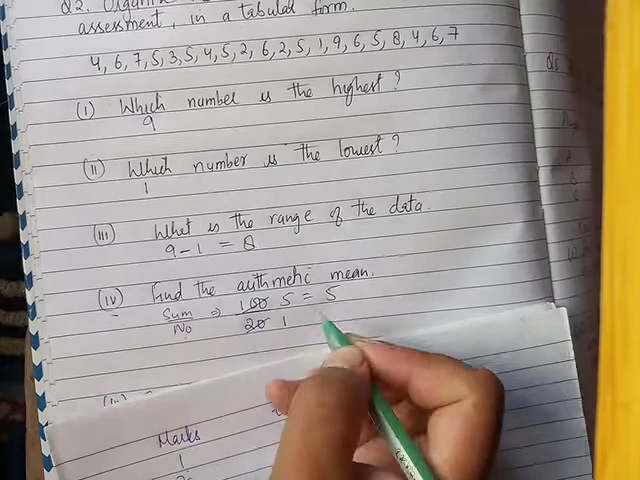 Q2. Organize
assessment, in a tabular form.
4, 6, 7, 5, 3, 5, 4, 5, 2, 6, 2, 5, 1, 9, 6, 5, 8, 4, 6, 7
(i) Which number is the highest?
9
(ii) Which number is the lowest?
1
(iii) What is the range of the data.
9 - 1 = 8
(iv) Find the arithmetic mean.
Sum ⇒ 100 5 = 5
No 20 1
Marks
1